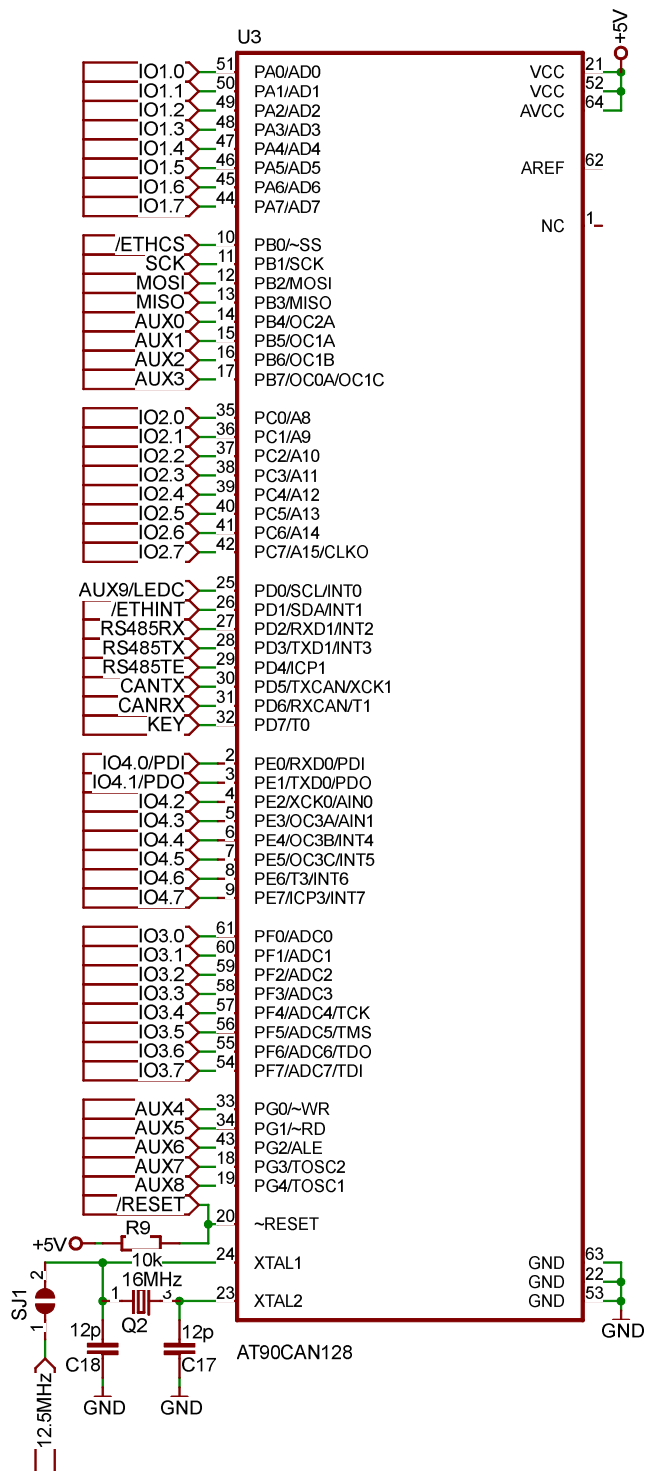 U3
+5V
IO1.0 51 PA0/AD0 VCC 21
IO1.1 50 PA1/AD1 VCC 52
IO1.2 49 PA2/AD2 AVCC 64
IO1.3 48 PA3/AD3
IO1.4 47 PA4/AD4
IO1.5 46 PA5/AD5 AREF 62
IO1.6 45 PA6/AD6
IO1.7 44 PA7/AD7
NC 1
/ETHCS 10 PB0/~SS
SCK 11 PB1/SCK
MOSI 12 PB2/MOSI
MISO 13 PB3/MISO
AUX0 14 PB4/OC2A
AUX1 15 PB5/OC1A
AUX2 16 PB6/OC1B
AUX3 17 PB7/OC0A/OC1C
IO2.0 35 PC0/A8
IO2.1 36 PC1/A9
IO2.2 37 PC2/A10
IO2.3 38 PC3/A11
IO2.4 39 PC4/A12
IO2.5 40 PC5/A13
IO2.6 41 PC6/A14
IO2.7 42 PC7/A15/CLKO
AUX9/LEDC 25 PD0/SCL/INT0
/ETHINT 26 PD1/SDA/INT1
RS485RX 27 PD2/RXD1/INT2
RS485TX 28 PD3/TXD1/INT3
RS485TE 29 PD4/ICP1
CANTX 30 PD5/TXCAN/XCK1
CANRX 31 PD6/RXCAN/T1
KEY 32 PD7/T0
IO4.0/PDI 2 PE0/RXD0/PDI
IO4.1/PDO 3 PE1/TXD0/PDO
IO4.2 4 PE2/XCK0/AIN0
IO4.3 5 PE3/OC3A/AIN1
IO4.4 6 PE4/OC3B/INT4
IO4.5 7 PE5/OC3C/INT5
IO4.6 8 PE6/T3/INT6
IO4.7 9 PE7/ICP3/INT7
IO3.0 61 PF0/ADC0
IO3.1 60 PF1/ADC1
IO3.2 59 PF2/ADC2
IO3.3 58 PF3/ADC3
IO3.4 57 PF4/ADC4/TCK
IO3.5 56 PF5/ADC5/TMS
IO3.6 55 PF6/ADC6/TDO
IO3.7 54 PF7/ADC7/TDI
AUX4 33 PG0/~WR
AUX5 34 PG1/~RD
AUX6 43 PG2/ALE
AUX7 18 PG3/TOSC2
AUX8 19 PG4/TOSC1
/RESET
R9 20 ~RESET
+5V
10k 24 XTAL1 GND 63
2 16MHz GND 22
SJ1 1 3 23 XTAL2 GND 53
1 Q2
12p 12p GND
C18 C17 AT90CAN128
GND GND
12.5MHz